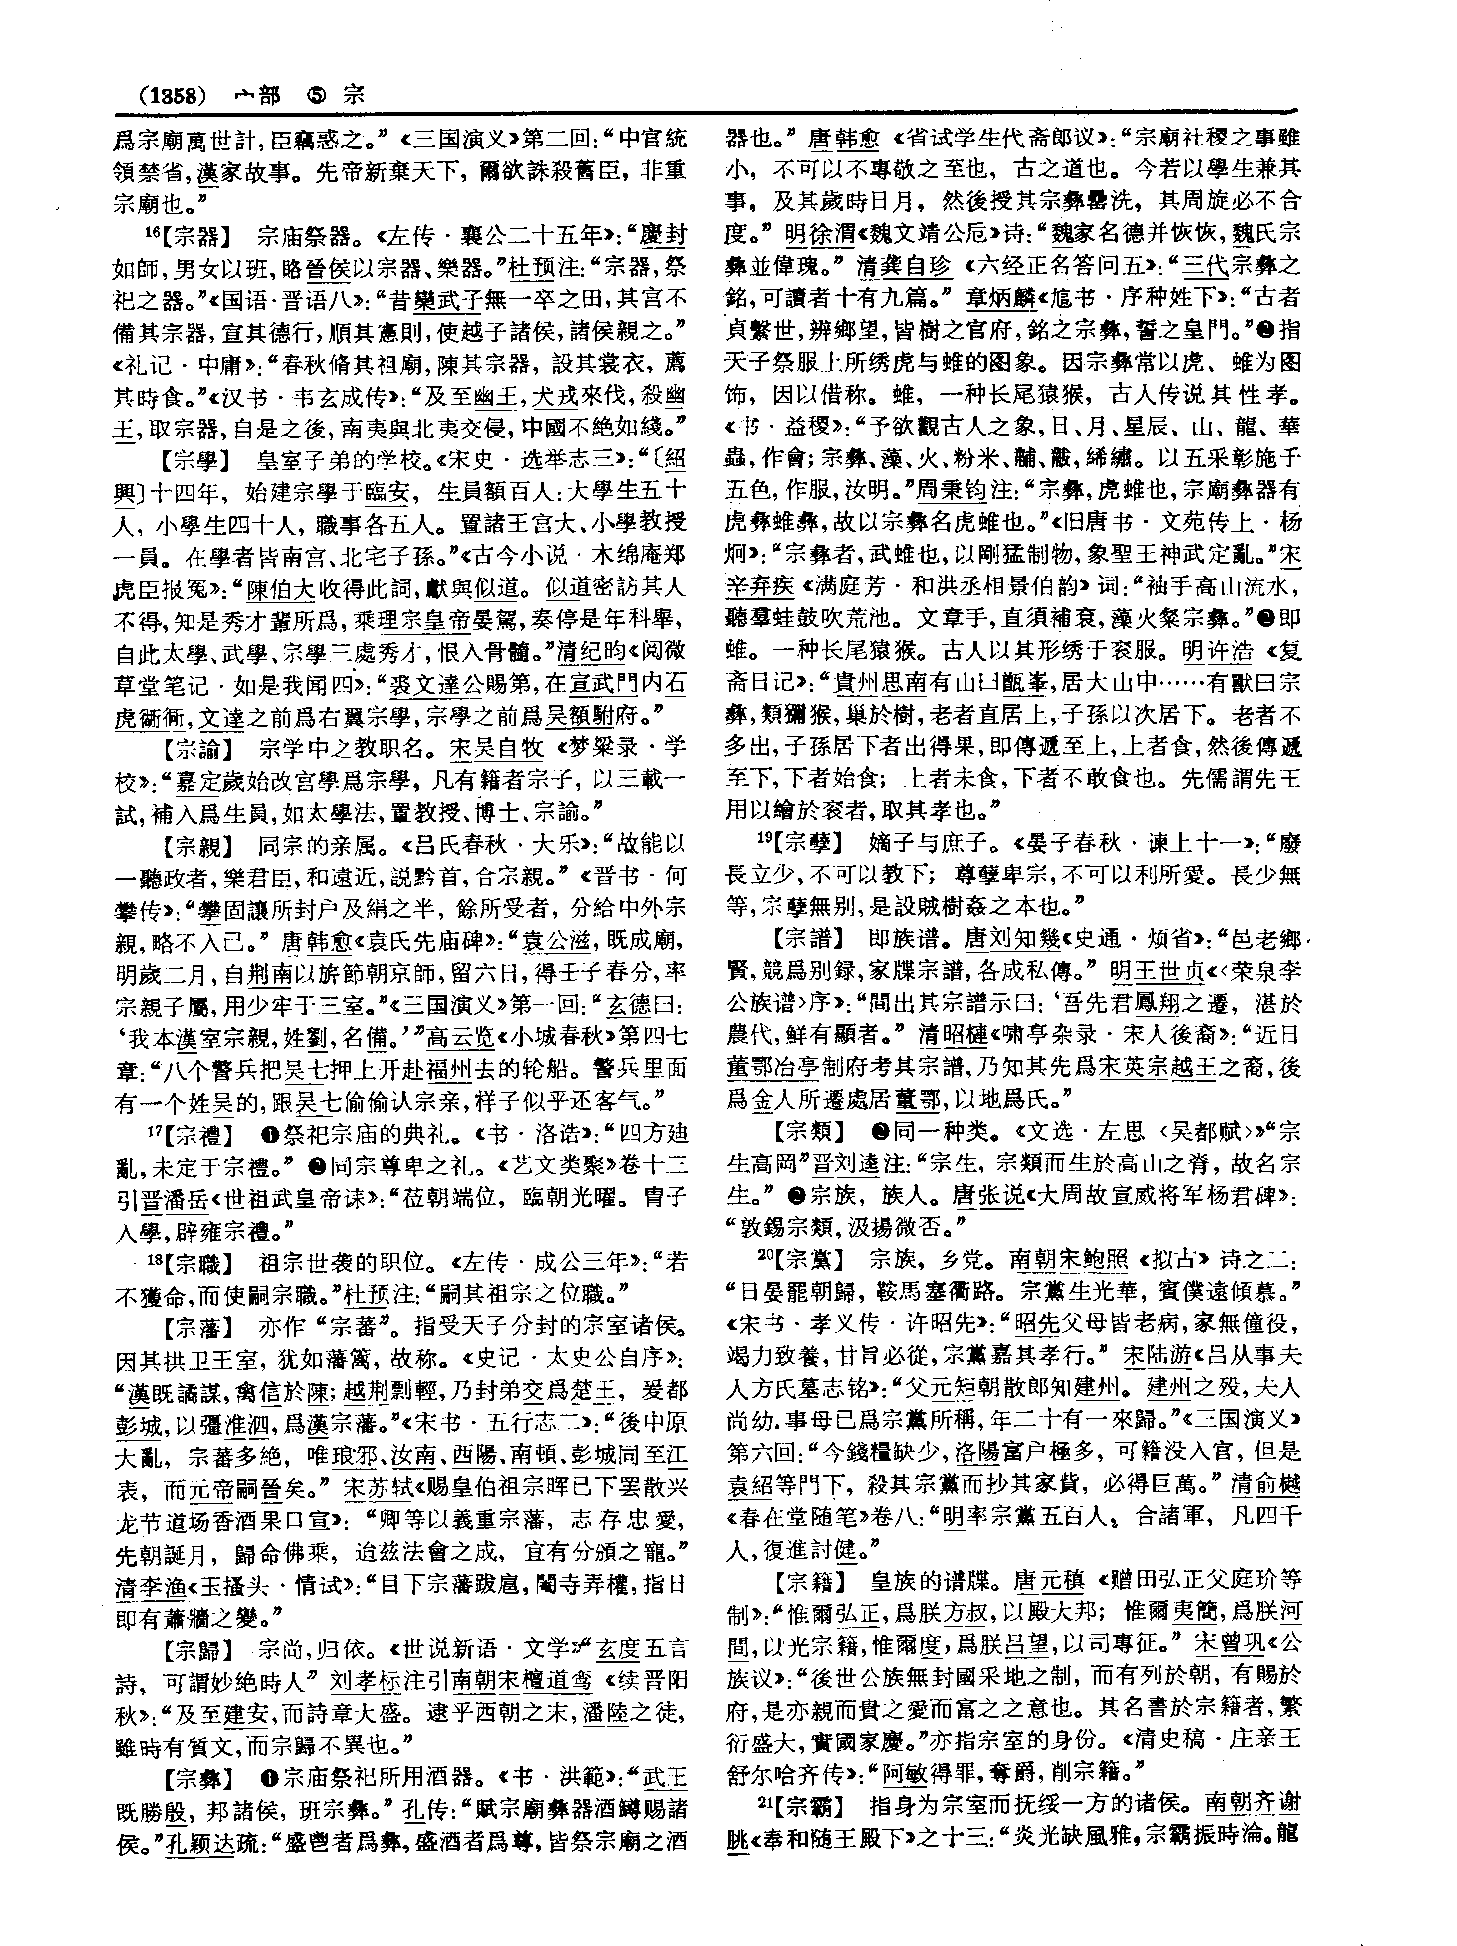 （1358） 宀部 ⑤ 宗
爲宗廟萬世計，臣竊惑之。”《三国演义》第二回：“中官統
領禁省，漢家故事。先帝新棄天下，爾欲誅殺舊臣，非重
宗廟也。”
16【宗器】 宗庙祭器。《左传·襄公二十五年》：“慶封
如師，男女以班，略晉侯以宗器、樂器。”杜预注：“宗器，祭
祀之器。”《国语·晋语八》：“昔欒武子無一卒之田，其宫不
備其宗器，宣其德行，順其憲則，使越于諸侯，諸侯親之。”
《礼记·中庸》：“春秋脩其祖廟，陳其宗器，設其裳衣，薦
其時食。”《汉书·韦玄成传》：“及至幽王，犬戎來伐，殺幽
王，取宗器，自是之後，南夷與北夷交侵，中國不絶如綫。”
【宗學】 皇室子弟的学校。《宋史·选举志三》：“〔紹
興〕十四年，始建宗學于臨安，生員額百人：大學生五十
人，小學生四十人，職事各五人。置諸王宫大、小學教授
一員。在學者皆南宫、北宅子孫。”《古今小说·木绵庵郑
虎臣报冤》：“陳伯大收得此詞，獻與似道。似道密訪其人
不得，知是秀才輩所爲，乘理宗皇帝晏駕，奏停是年科舉，
自此太學、武學、宗學三處秀才，恨入骨髓。”清纪昀《阅微
草堂笔记·如是我闻四》：“裘文達公賜第，在宣武門内石
虎衚衕，文達之前爲右翼宗學，宗學之前爲吴額駙府。”
【宗諭】 宗学中之教职名。宋吴自牧《梦粱录·学
校》：“嘉定歲始改宫學爲宗學，凡有籍者宗子，以三載一
試，補入爲生員，如太學法，置教授、博士、宗諭。”
【宗親】 同宗的亲属。《吕氏春秋·大乐》：“故能以
一聽政者，樂君臣，和遠近，説黔首，合宗親。”《晋书·何
攀传》：“攀固讓所封户及絹之半，餘所受者，分給中外宗
親，略不入己。”唐韩愈《袁氏先庙碑》：“袁公滋，既成廟，
明歲二月，自荆南以旂節朝京師，留六日，得壬子春分，率
宗親子屬，用少牢于三室。”《三国演义》第一回：“玄德曰：
‘我本漢室宗親，姓劉，名備。’”高云览《小城春秋》第四七
章：“八个警兵把吴七押上开赴福州去的轮船。警兵里面
有一个姓吴的，跟吴七偷偷认宗亲，样子似乎还客气。”
17【宗禮】 ❶祭祀宗庙的典礼。《书·洛诰》：“四方迪
亂，未定于宗禮。”❷同宗尊卑之礼。《艺文类聚》卷十三
引晋潘岳《世祖武皇帝诔》：“莅朝端位，臨朝光曜。冑子
入學，辟雍宗禮。”
18【宗職】 祖宗世袭的职位。《左传·成公三年》：“若
不獲命，而使嗣宗職。”杜预注：“嗣其祖宗之位職。”
【宗藩】 亦作“宗蕃”。指受天子分封的宗室诸侯。
因其拱卫王室，犹如藩篱，故称。《史记·太史公自序》：
“漢既譎謀，禽信於陳；越荆剽輕，乃封弟交爲楚王，爰都
彭城，以彊淮泗，爲漢宗藩。”《宋书·五行志二》：“後中原
大亂，宗蕃多絶，唯琅邪、汝南、西陽、南頓、彭城同至江
表，而元帝嗣晉矣。”宋苏轼《赐皇伯祖宗晖已下罢散兴
龙节道场香酒果口宣》：“卿等以義重宗藩，志存忠愛，
先朝誕月，歸命佛乘，迨兹法會之成，宜有分頒之寵。”
清李渔《玉搔头·情试》：“目下宗藩跋扈，閹寺弄權，指日
即有蕭牆之變。”
【宗歸】 宗尚，归依。《世说新语·文学》“玄度五言
詩，可謂妙絶時人”刘孝标注引南朝宋檀道鸾《续晋阳
秋》：“及至建安，而詩章大盛。逮乎西朝之末，潘陸之徒，
雖時有質文，而宗歸不異也。”
【宗彝】 ❶宗庙祭祀所用酒器。《书·洪範》：“武王
既勝殷，邦諸侯，班宗彝。”孔传：“賦宗廟彝器酒罇賜諸
侯。”孔颖达疏：“盛鬯者爲彝，盛酒者爲尊，皆祭宗廟之酒
器也。”唐韩愈《省试学生代斋郎议》：“宗廟社稷之事雖
小，不可以不專敬之至也，古之道也。今若以學生兼其
事，及其歲時日月，然後授其宗彝罍洗，其周旋必不合
度。”明徐渭《魏文靖公卮》诗：“魏家名德并恢恢，魏氏宗
彝並偉瑰。”清龚自珍《六经正名答问五》：“三代宗彝之
銘，可讀者十有九篇。”章炳麟《訄书·序种姓下》：“古者
貞繫世，辨鄉望，皆樹之官府，銘之宗彝，誓之皇門。”❷指
天子祭服上所绣虎与蜼的图象。因宗彝常以虎、蜼为图
饰，因以借称。蜼，一种长尾猿猴，古人传说其性孝。
《书·益稷》：“予欲觀古人之象，日、月、星辰、山、龍、華
蟲，作會；宗彝、藻、火、粉米、黼、黻，絺繡。以五采彰施于
五色，作服，汝明。”周秉钧注：“宗彝，虎蜼也，宗廟彝器有
虎彝蜼彝，故以宗彝名虎蜼也。”《旧唐书·文苑传上·杨
炯》：“宗彝者，武蜼也，以剛猛制物，象聖王神武定亂。”宋
辛弃疾《满庭芳·和洪丞相景伯韵》词：“袖手高山流水，
聽羣蛙鼓吹荒池。文章手，直須補衮，藻火粲宗彝。”❸即
蜼。一种长尾猿猴。古人以其形绣于衮服。明许浩《复
斋日记》：“貴州思南有山曰甑峯，居大山中……有獸曰宗
彝，類獼猴，巢於樹，老者直居上，子孫以次居下。老者不
多出，子孫居下者出得果，即傳遞至上，上者食，然後傳遞
至下，下者始食；上者未食，下者不敢食也。先儒謂先王
用以繪於衮者，取其孝也。”
19【宗孽】 嫡子与庶子。《晏子春秋·谏上十一》：“廢
長立少，不可以教下；尊孽卑宗，不可以利所愛。長少無
等，宗孽無别，是設賊樹姦之本也。”
【宗譜】 即族谱。唐刘知幾《史通·烦省》：“邑老鄉
賢，競爲别録，家牒宗譜，各成私傳。”明王世贞《〈荣泉李
公族谱〉序》：“間出其宗譜示曰：‘吾先君鳳翔之遷，湛於
農代，鮮有顯者。”清昭槤《啸亭杂录·宋人後裔》：“近日
董鄂冶亭制府考其宗譜，乃知其先爲宋英宗越王之裔，後
爲金人所遷處居董鄂，以地爲氏。”
【宗類】 ❷同一种类。《文选·左思〈吴都赋〉》“宗
生高岡”晋刘逵注：“宗生，宗類而生於高山之脊，故名宗
生。”❷宗族，族人。唐张说《大周故宣威将军杨君碑》：
“敦錫宗類，汲揚微否。”
20【宗黨】 宗族，乡党。南朝宋鲍照《拟古》诗之二：
“日晏罷朝歸，鞍馬塞衢路。宗黨生光華，賓僕遠傾慕。”
《宋书·孝义传·许昭先》：“昭先父母皆老病，家無僮役，
竭力致養，甘旨必從，宗黨嘉其孝行。”宋陆游《吕从事夫
人方氏墓志铭》：“父元矩朝散郎知建州。建州之殁，夫人
尚幼.事母已爲宗黨所稱，年二十有一來歸。”《三国演义》
第六回：“今錢糧缺少，洛陽富户極多，可籍没入官，但是
袁紹等門下，殺其宗黨而抄其家貲，必得巨萬。”清俞樾
《春在堂随笔》卷八：“明率宗黨五百人，合諸軍，凡四千
人，復進討健。”
【宗籍】 皇族的谱牒。唐元稹《赠田弘正父庭玠等
制》：“惟爾弘正，爲朕方叔，以殿大邦；惟爾夷簡，爲朕河
間，以光宗籍，惟爾度，爲朕吕望，以司專征。”宋曾巩《公
族议》：“後世公族無封國采地之制，而有列於朝，有賜於
府，是亦親而貴之愛而富之之意也。其名書於宗籍者，繁
衍盛大，實國家慶。”亦指宗室的身份。《清史稿·庄亲王
舒尔哈齐传》：“阿敏得罪，奪爵，削宗籍。”
21【宗霸】 指身为宗室而抚绥一方的诸侯。南朝齐谢
朓《奉和随王殿下》之十三：“炎光缺風雅，宗霸振時淪。龍